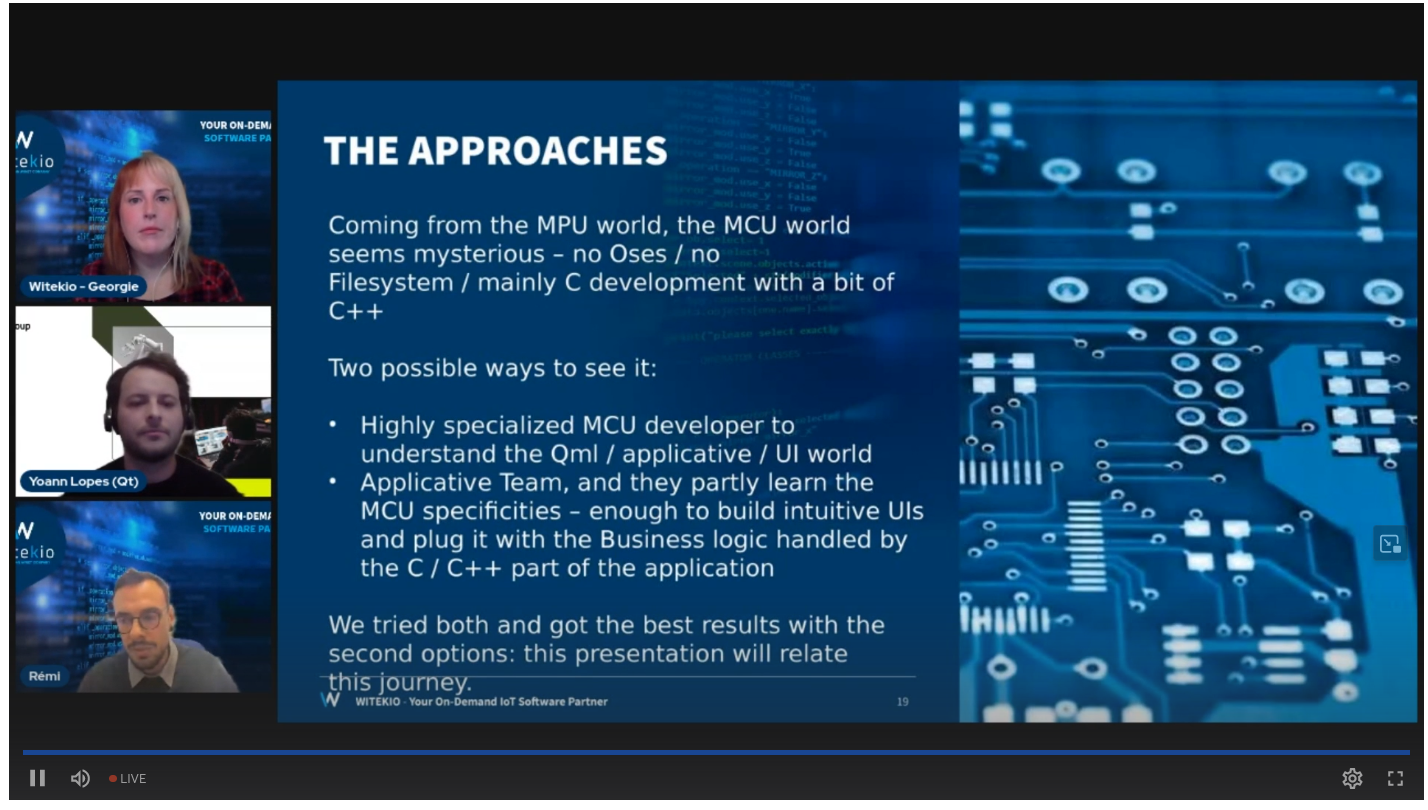 YOUR ON-DEMA
SOFTWARE PA
W
tekio
Witekio - Georgie
oup
Yoann Lopes (Qt)
YOUR ON-DEMA
SOFTWARE PA
W
tekio
Rémi
THE APPROACHES
Coming from the MPU world, the MCU world
seems mysterious – no Oses / no
Filesystem / mainly C development with a bit of
C++
Two possible ways to see it:
• Highly specialized MCU developer to
understand the Qml / applicative / UI world
• Applicative Team, and they partly learn the
MCU specificities – enough to build intuitive UIs
and plug it with the Business logic handled by
the C / C++ part of the application
We tried both and got the best results with the
second options: this presentation will relate
this journey.
W WITEKIO - Your On-Demand IoT Software Partner 19
LIVE